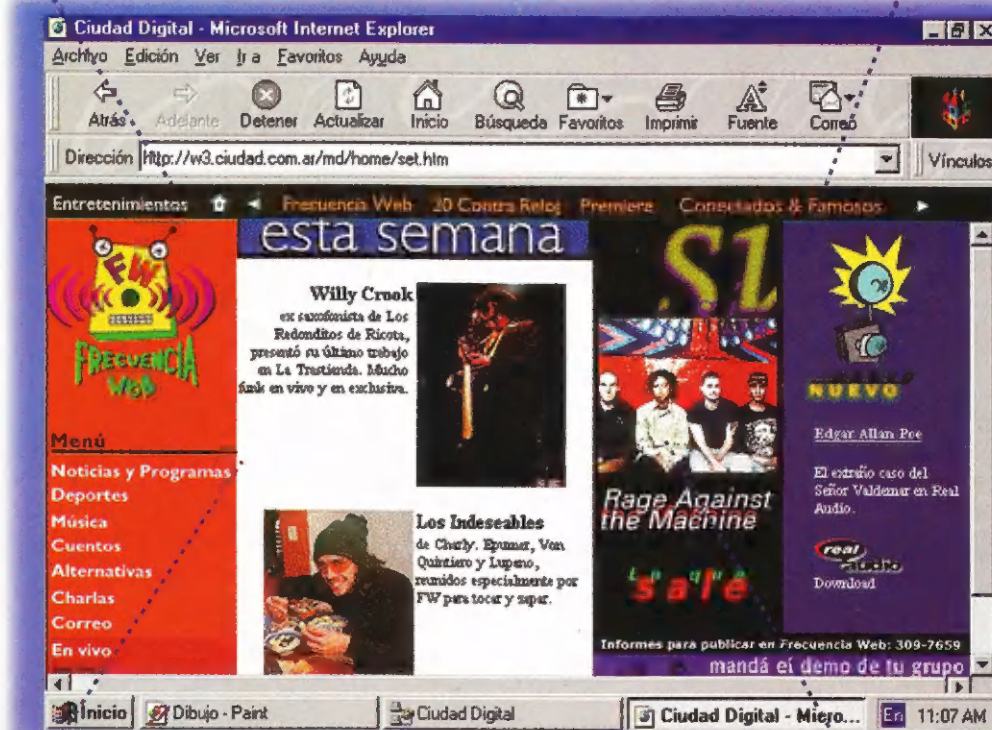 Ciudad Digital - Microsoft Internet Explorer
Archivo Edición Ver Ir a Favoritos Ayuda
Atrás Adelante Detener Actualizar Inicio Búsqueda Favoritos Imprimir Fuente Correo
Dirección http://w3.ciudad.com.ar/md/home/set.htm Vínculos
Entretenimientos Frecuencia Web 20 Contra Reloj Premiere Conectados & Famosos
FW
FRECUENCIA
WEB
Menú
Noticias y Programas
Deportes
Música
Cuentos
Alternativas
Charlas
Correo
En vivo
esta semana
Willy Crook
ex saxofonista de Los
Redonditos de Ricota,
presentó su último trabajo
en La Trastienda. Mucho
funk en vivo y en exclusiva.
Los Indeseables
de Charly. Epumer, Von
Quintiero y Lupano,
reunidos especialmente por
FW para tocar y zapar.
Rage Against
the Machine
Lo que
sale
NUEVO
Edgar Allan Poe
El extraño caso del
Señor Valdemar en Real
Audio.
real
audio
Download
Informes para publicar en Frecuencia Web: 309-7659
mandá el demo de tu grupo
Inicio Dibujo - Paint Ciudad Digital Ciudad Digital - Micro... En 11:07 AM